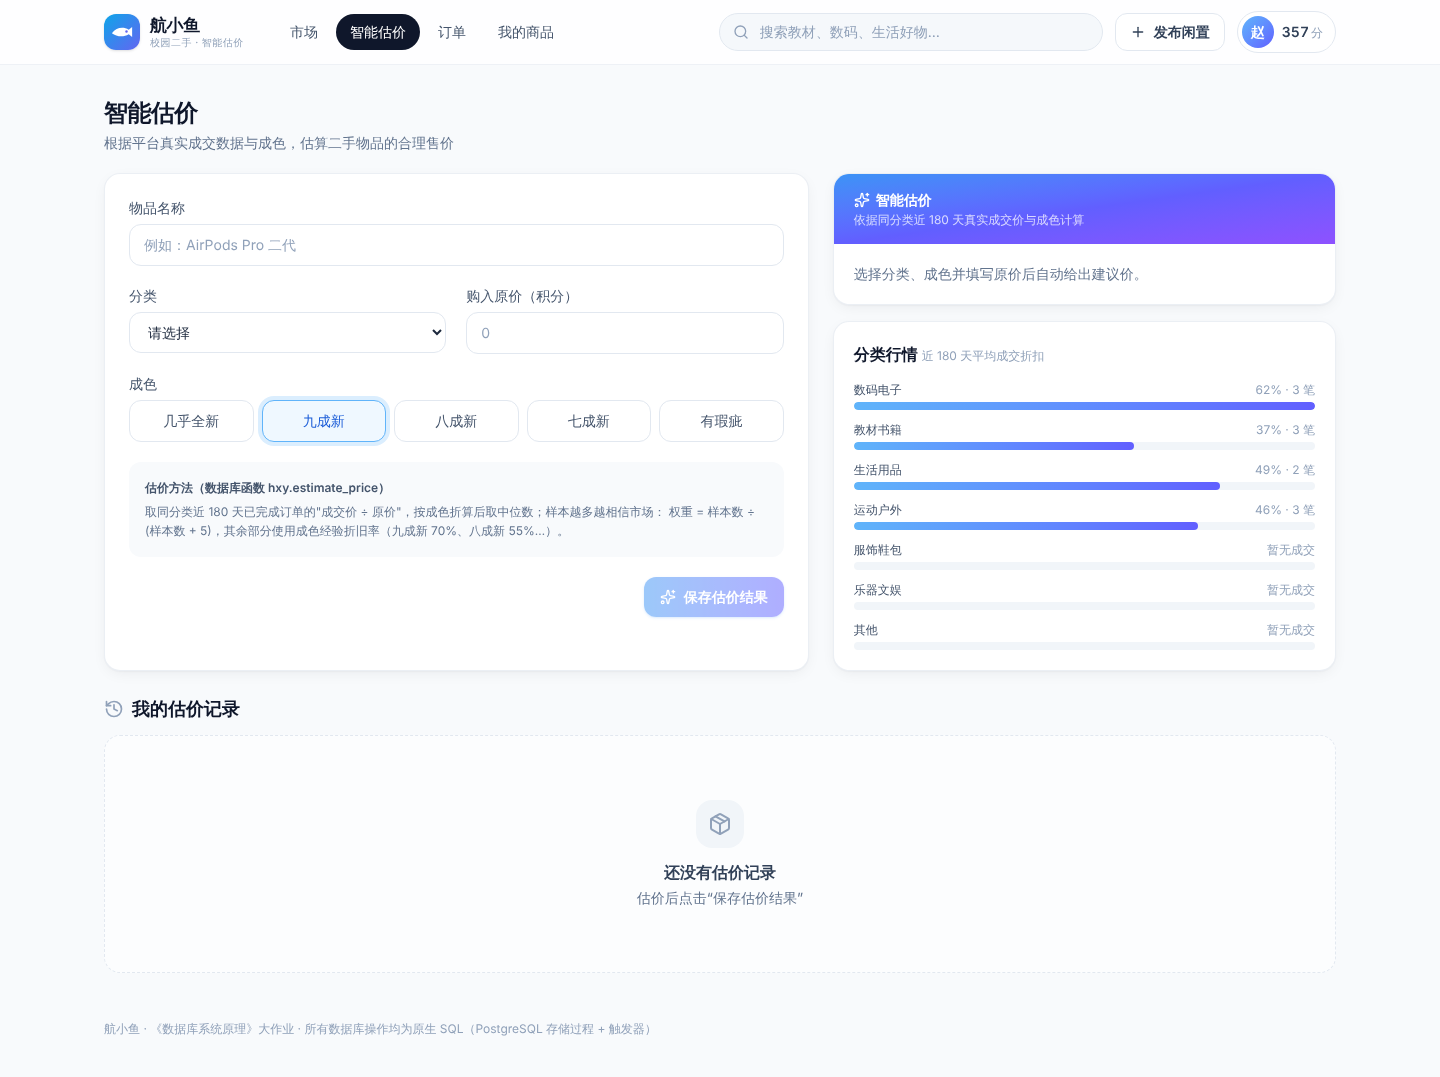 航小鱼
校园二手 · 智能估价
市场
智能估价
订单
我的商品
搜索教材、数码、生活好物...
发布闲置
赵
357 分
智能估价
根据平台真实成交数据与成色，估算二手物品的合理售价
物品名称
例如：AirPods Pro 二代
分类
购入原价（积分）
请选择
0
成色
几乎全新
九成新
八成新
七成新
有瑕疵
估价方法（数据库函数 hxy.estimate_price）
取同分类近 180 天已完成订单的"成交价 ÷ 原价"，按成色折算后取中位数；样本越多越相信市场： 权重 = 样本数 ÷
(样本数 + 5)，其余部分使用成色经验折旧率（九成新 70%、八成新 55%...）。
保存估价结果
智能估价
依据同分类近 180 天真实成交价与成色计算
选择分类、成色并填写原价后自动给出建议价。
分类行情 近 180 天平均成交折扣
数码电子 62% · 3 笔
教材书籍 37% · 3 笔
生活用品 49% · 2 笔
运动户外 46% · 3 笔
服饰鞋包 暂无成交
乐器文娱 暂无成交
其他 暂无成交
我的估价记录
还没有估价记录
估价后点击“保存估价结果”
航小鱼 · 《数据库系统原理》大作业 · 所有数据库操作均为原生 SQL（PostgreSQL 存储过程 + 触发器）